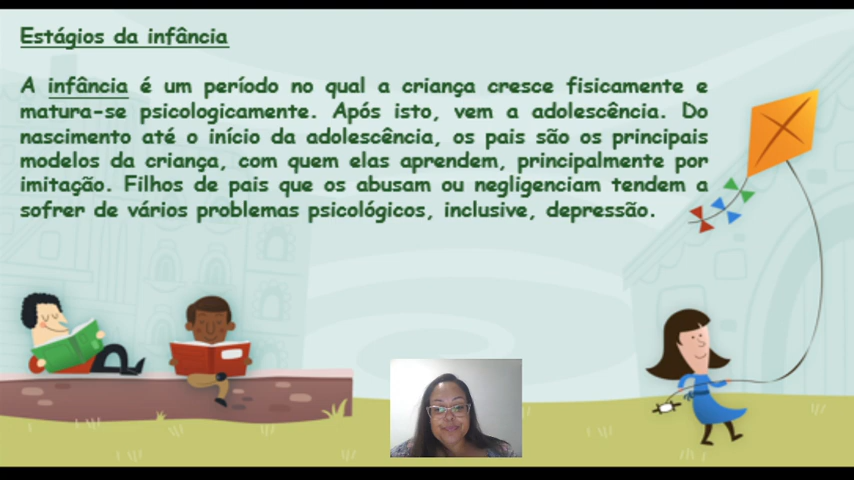 Estágios da infância
A infância é um período no qual a criança cresce fisicamente e
matura-se psicologicamente. Após isto, vem a adolescência. Do
nascimento até o início da adolescência, os pais são os principais
modelos da criança, com quem elas aprendem, principalmente por
imitação. Filhos de pais que os abusam ou negligenciam tendem a
sofrer de vários problemas psicológicos, inclusive, depressão.